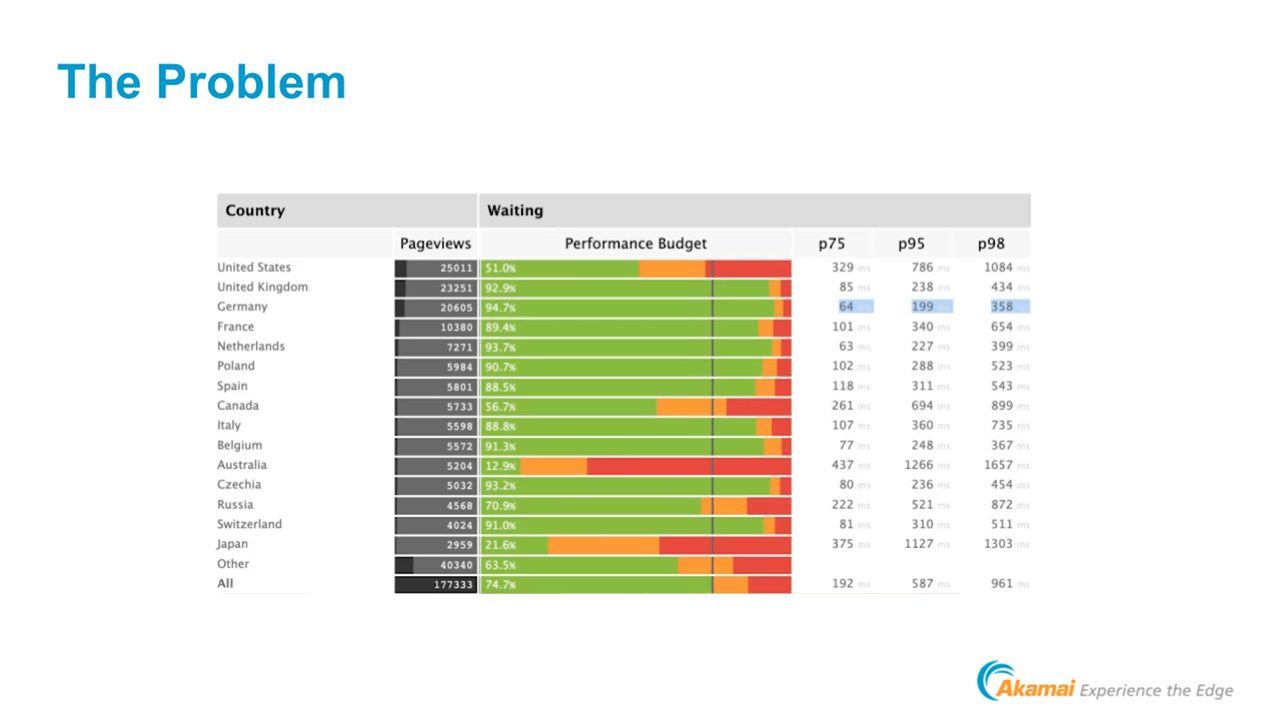 The Problem
Country Waiting
Pageviews Performance Budget p75 p95 p98
United States 25011 51.0% 329 ms 786 ms 1084 ms
United Kingdom 23251 92.9% 85 ms 238 ms 434 ms
Germany 20605 94.7% 64 ms 199 ms 358 ms
France 10380 89.4% 101 ms 340 ms 654 ms
Netherlands 7271 93.7% 63 ms 227 ms 399 ms
Poland 5984 90.7% 102 ms 288 ms 523 ms
Spain 5801 88.5% 118 ms 311 ms 543 ms
Canada 5733 56.7% 261 ms 694 ms 899 ms
Italy 5598 88.8% 107 ms 360 ms 735 ms
Belgium 5572 91.3% 77 ms 248 ms 367 ms
Australia 5204 12.9% 437 ms 1266 ms 1657 ms
Czechia 5032 93.2% 80 ms 236 ms 454 ms
Russia 4568 70.9% 222 ms 521 ms 872 ms
Switzerland 4024 91.0% 81 ms 310 ms 511 ms
Japan 2959 21.6% 375 ms 1127 ms 1303 ms
Other 40340 63.5%
All 177333 74.7% 192 ms 587 ms 961 ms
Akamai Experience the Edge